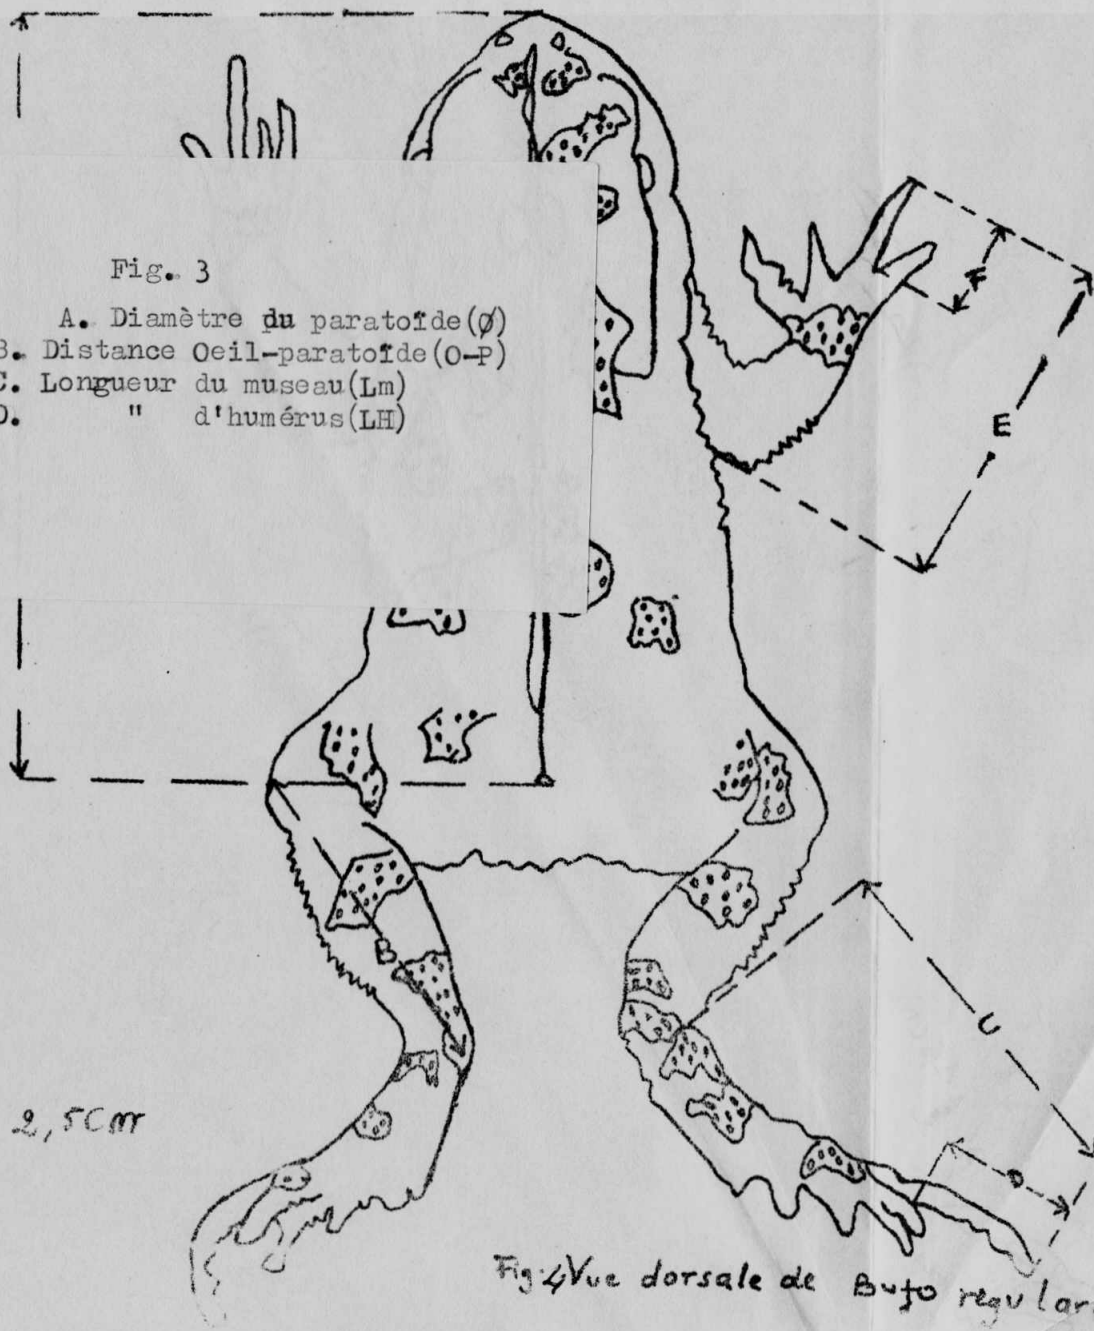 Fig. 3
A. Diamètre du paratoïde(Ø)
B. Distance Oeil-paratoïde(O-P)
C. Longueur du museau(Lm)
D. " d'humérus(LH)
F
E
B
C
D
2,5Cm
Fig:4 Vue dorsale de Bufo regular